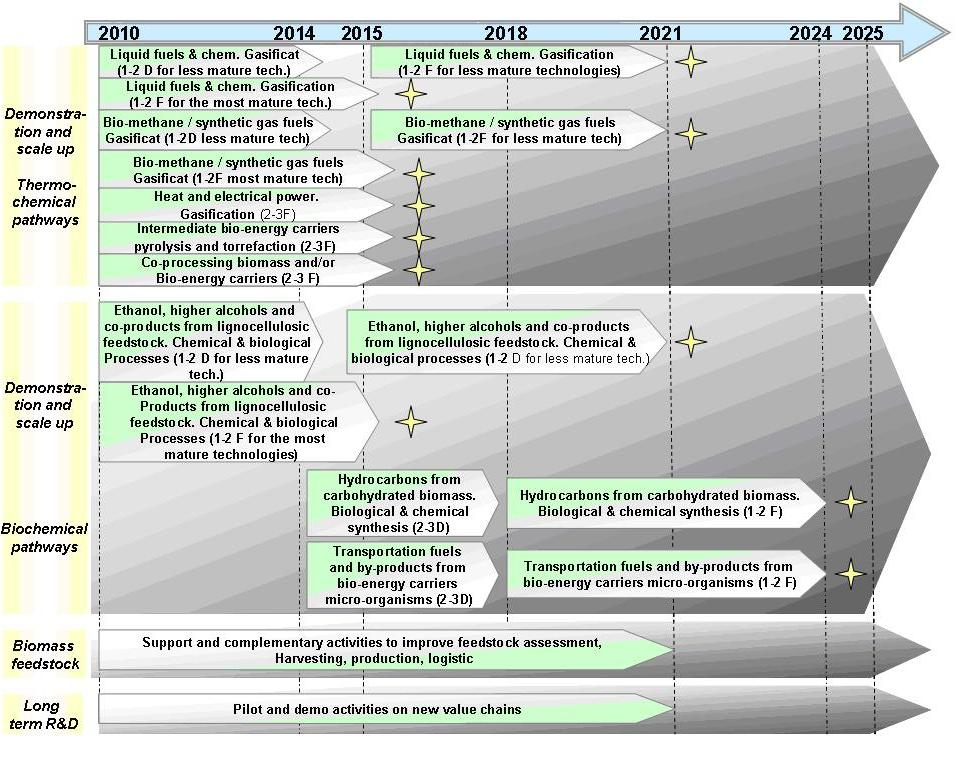 2010 2014 2015 2018 2021 2024 2025
Demonstra-
tion and
scale up
Thermo-
chemical
pathways
Liquid fuels & chem. Gasificat
(1-2 D for less mature tech.)
Liquid fuels & chem. Gasification
(1-2 F for less mature technologies)
Liquid fuels & chem. Gasification
(1-2 F for the most mature tech.)
Bio-methane / synthetic gas fuels
Gasificat (1-2D less mature tech)
Bio-methane / synthetic gas fuels
Gasificat (1-2F for less mature tech)
Bio-methane / synthetic gas fuels
Gasificat (1-2F most mature tech)
Heat and electrical power.
Gasification (2-3F)
Intermediate bio-energy carriers
pyrolysis and torrefaction (2-3F)
Co-processing biomass and/or
Bio-energy carriers (2-3 F)
Demonstra-
tion and
scale up
Biochemical
pathways
Ethanol, higher alcohols and
co-products from lignocellulosic
feedstock. Chemical & biological
Processes (1-2 D for less mature
tech.)
Ethanol, higher alcohols and co-products
from lignocellulosic feedstock. Chemical &
biological processes (1-2 D for less mature tech.)
Ethanol, higher alcohols and co-
Products from lignocellulosic
feedstock. Chemical & biological
Processes (1-2 F for the most
mature technologies)
Hydrocarbons from
carbohydrated biomass.
Biological & chemical
synthesis (2-3D)
Hydrocarbons from carbohydrated biomass.
Biological & chemical synthesis (1-2 F)
Transportation fuels
and by-products from
bio-energy carriers
micro-organisms (2-3D)
Transportation fuels and by-products from
bio-energy carriers micro-organisms (1-2 F)
Biomass
feedstock
Support and complementary activities to improve feedstock assessment,
Harvesting, production, logistic
Long
term R&D
Pilot and demo activities on new value chains